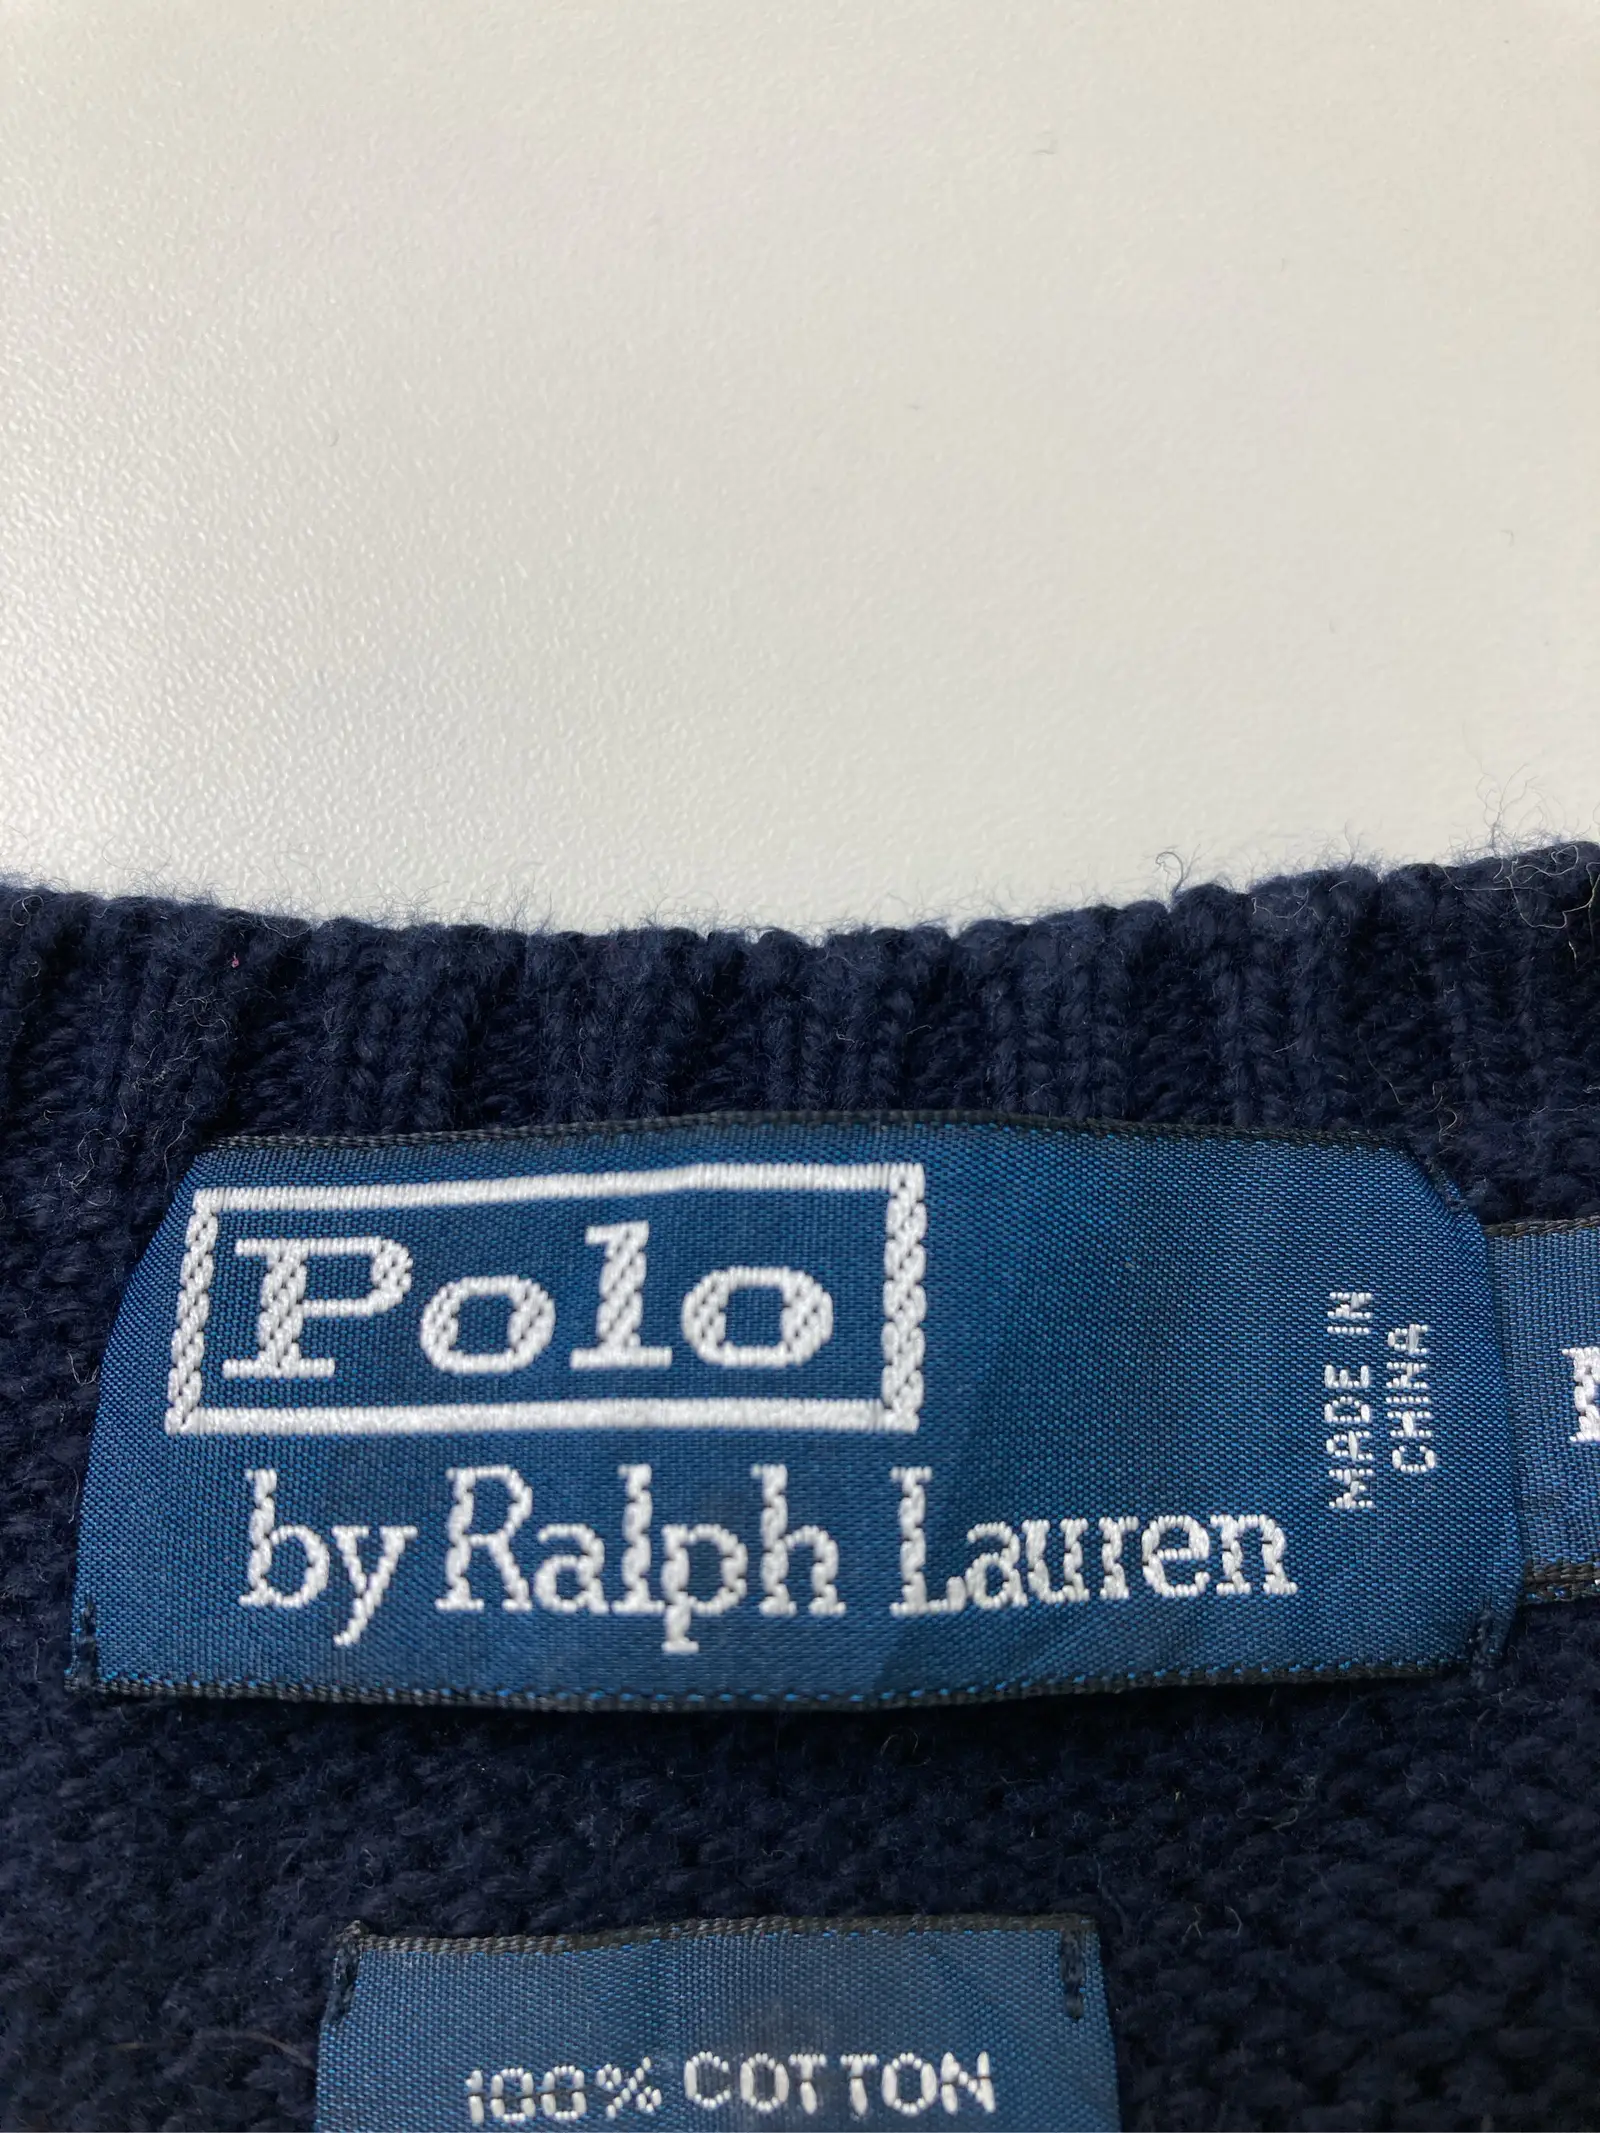 Polo
by Ralph Lauren
MADE IN
CHINA
100% COTTON